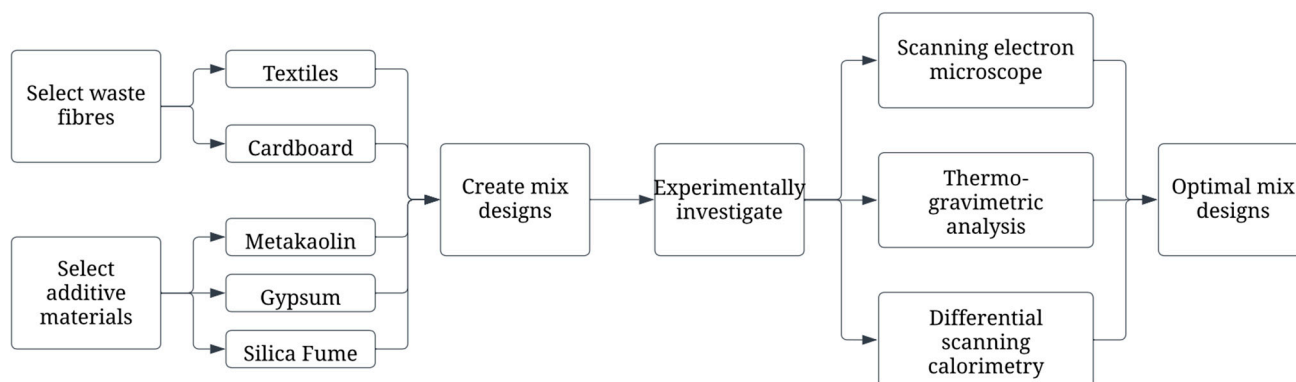 Select waste
fibres
Textiles
Cardboard
Select
additive
materials
Metakaolin
Gypsum
Silica Fume
Create mix
designs
Experimentally
investigate
Scanning electron
microscope
Thermo-
gravimetric
analysis
Differential
scanning
calorimetry
Optimal mix
designs